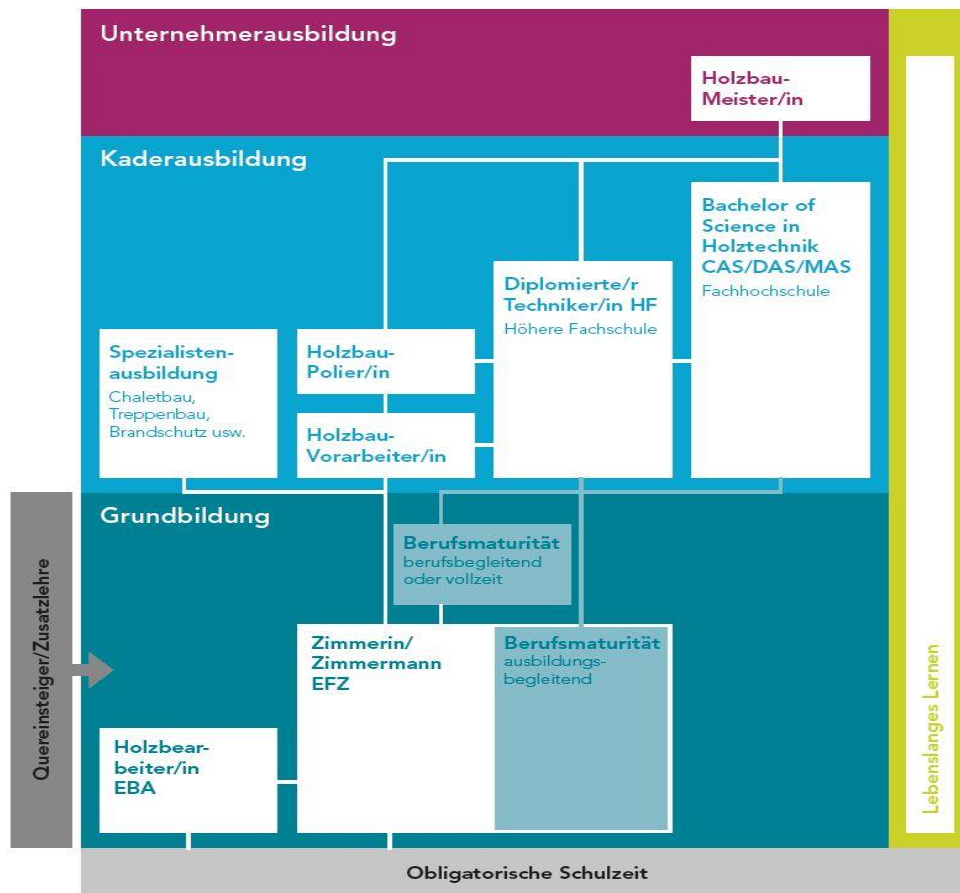 Unternehmerausbildung
Holzbau-
Meister/in
Kaderausbildung
Bachelor of
Science in
Holztechnik
CAS/DAS/MAS
Fachhochschule
Diplomierte/r
Techniker/in HF
Höhere Fachschule
Spezialisten-
ausbildung
Chaletbau,
Treppenbau,
Brandschutz usw.
Holzbau-
Polier/in
Holzbau-
Vorarbeiter/in
Grundbildung
Berufsmaturität
berufsbegleitend
oder vollzeit
Zimmerin/
Zimmermann
EFZ
Berufsmaturität
ausbildungs-
begleitend
Holzbear-
beiter/in
EBA
Quereinsteiger/Zusatzlehre
Lebenslanges Lernen
Obligatorische Schulzeit